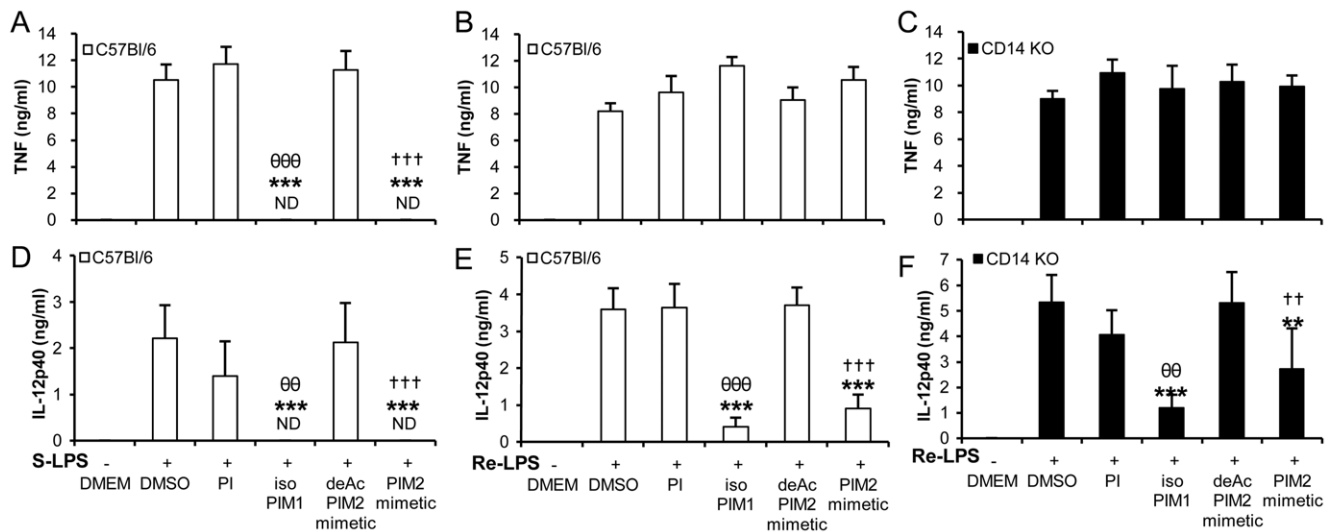 A
C57Bl/6
TNF (ng/ml)
14
12
10
8
6
4
2
0
θθθ
***
ND
†††
***
ND
B
C57Bl/6
TNF (ng/ml)
14
12
10
8
6
4
2
0
C
CD14 KO
TNF (ng/ml)
14
12
10
8
6
4
2
0
D
C57Bl/6
IL-12p40 (ng/ml)
4
3
2
1
0
θθ
***
ND
†††
***
ND
S-LPS - + + + + +
DMEM DMSO PI iso PIM1 deAc PIM2 mimetic PIM2 mimetic
E
C57Bl/6
IL-12p40 (ng/ml)
5
4
3
2
1
0
θθθ
***
†††
***
Re-LPS - + + + + +
DMEM DMSO PI iso PIM1 deAc PIM2 mimetic PIM2 mimetic
F
CD14 KO
IL-12p40 (ng/ml)
7
6
5
4
3
2
1
0
θθ
***
††
**
Re-LPS - + + + + +
DMEM DMSO PI iso PIM1 deAc PIM2 mimetic PIM2 mimetic